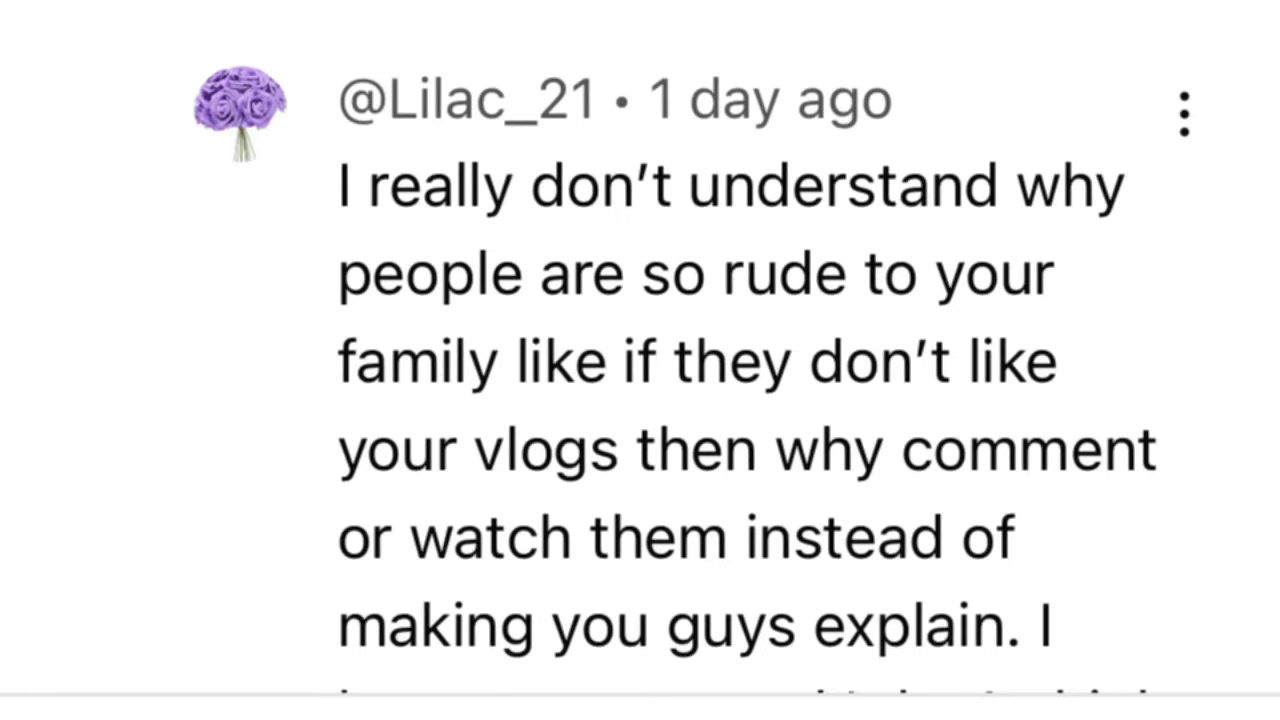 @Lilac_21 • 1 day ago
I really don’t understand why
people are so rude to your
family like if they don’t like
your vlogs then why comment
or watch them instead of
making you guys explain. I